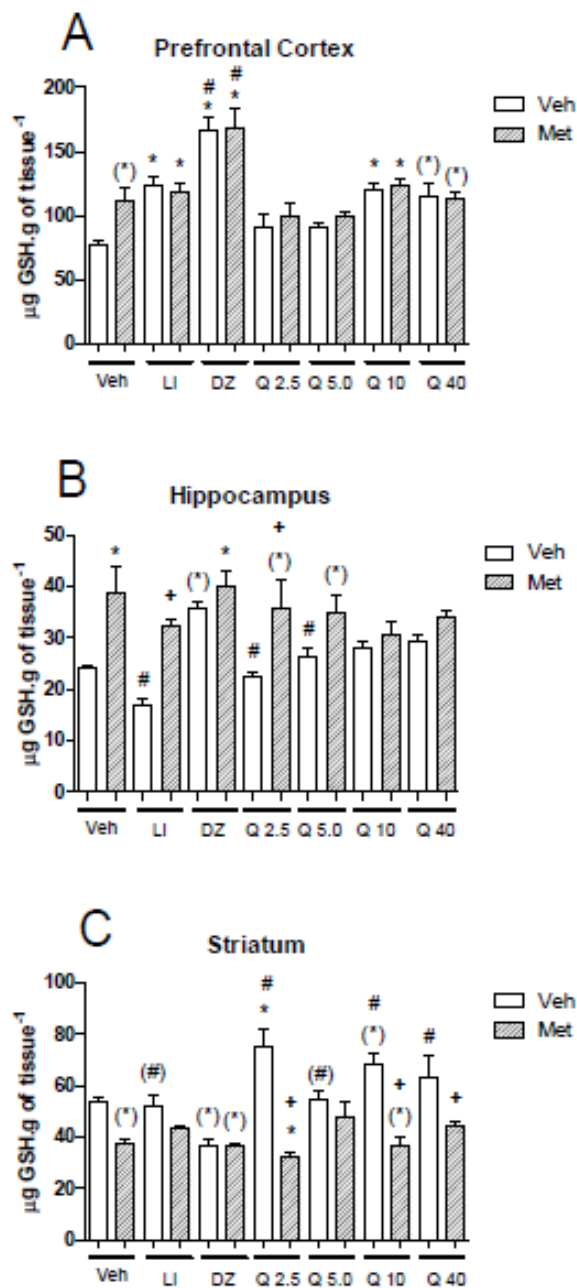 A
Prefrontal Cortex
µg GSH.g of tissue-1
200
150
100
50
0
(*)
*
*
#
*
#
*
*
*
(*)
(*)
Veh
Met
Veh LI DZ Q 2.5 Q 5.0 Q 10 Q 40
B
Hippocampus
µg GSH.g of tissue-1
50
40
30
20
10
0
*
#
+
(*)
*
#
+
(*)
#
(*)
Veh
Met
Veh LI DZ Q 2.5 Q 5.0 Q 10 Q 40
C
Striatum
µg GSH.g of tissue-1
100
80
60
40
20
0
(*)
(#)
(*)
(*)
#
*
+
*
(#)
#
(*)
+
(*)
#
+
Veh
Met
Veh LI DZ Q 2.5 Q 5.0 Q 10 Q 40